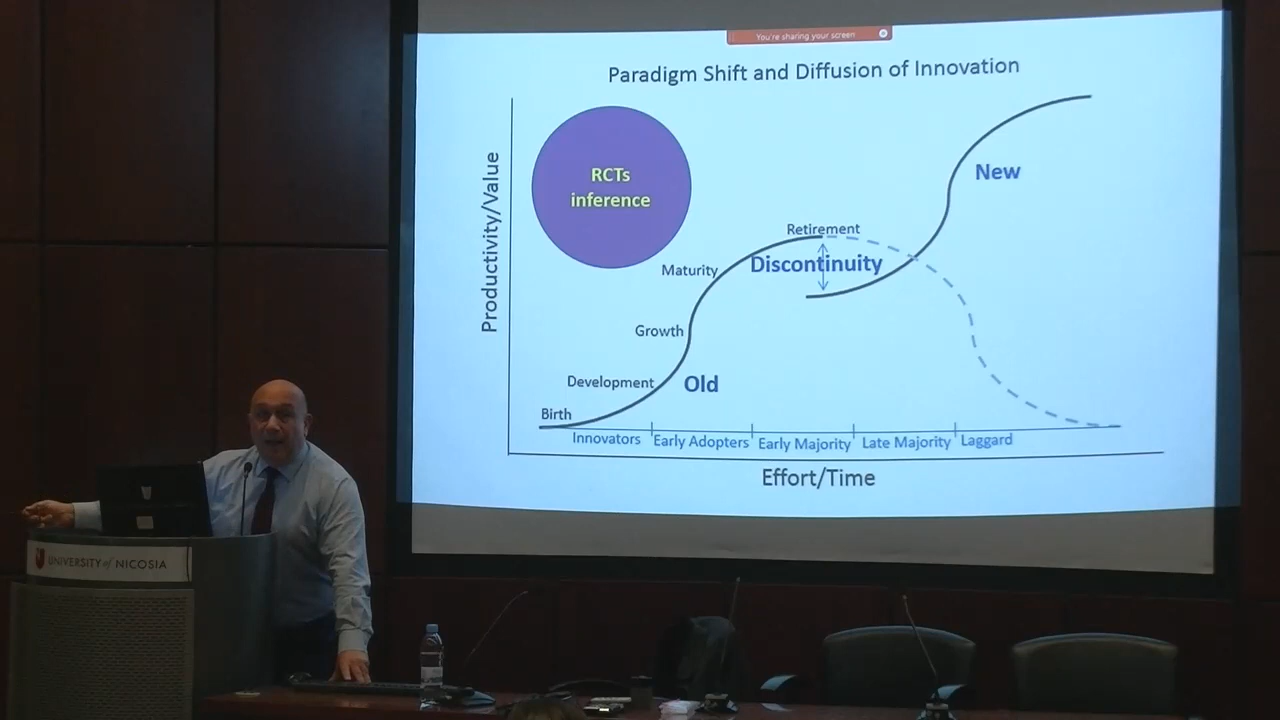 You're sharing your screen
Paradigm Shift and Diffusion of Innovation
RCTs
inference
New
Retirement
Discontinuity
Maturity
Growth
Development
Old
Birth
Innovators
Early Adopters
Early Majority
Late Majority
Laggard
Productivity/Value
Effort/Time
UNIVERSITY of NICOSIA